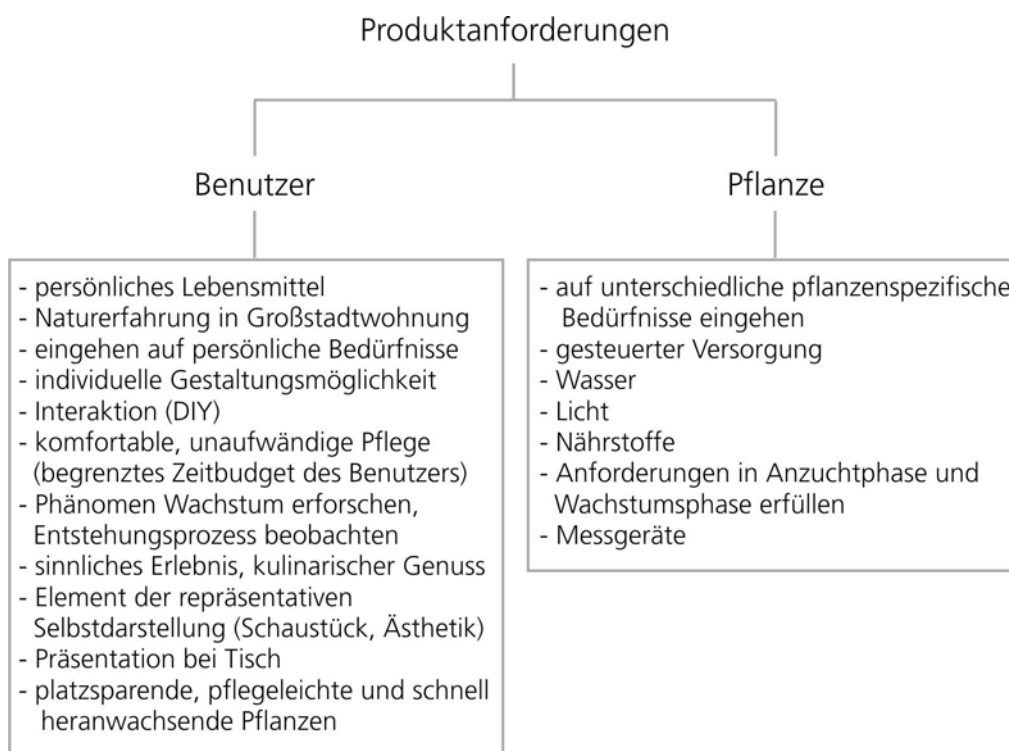 Produktanforderungen
Benutzer
- persönliches Lebensmittel
- Naturerfahrung in Großstadtwohnung
- eingehen auf persönliche Bedürfnisse
- individuelle Gestaltungsmöglichkeit
- Interaktion (DIY)
- komfortable, unaufwändige Pflege
(begrenztes Zeitbudget des Benutzers)
- Phänomen Wachstum erforschen,
Entstehungsprozess beobachten
- sinnliches Erlebnis, kulinarischer Genuss
- Element der repräsentativen
Selbstdarstellung (Schaustück, Ästhetik)
- Präsentation bei Tisch
- platzsparende, pflegeleichte und schnell
heranwachsende Pflanzen
Pflanze
- auf unterschiedliche pflanzenspezifische
Bedürfnisse eingehen
- gesteuerter Versorgung
- Wasser
- Licht
- Nährstoffe
- Anforderungen in Anzuchtphase und
Wachstumsphase erfüllen
- Messgeräte